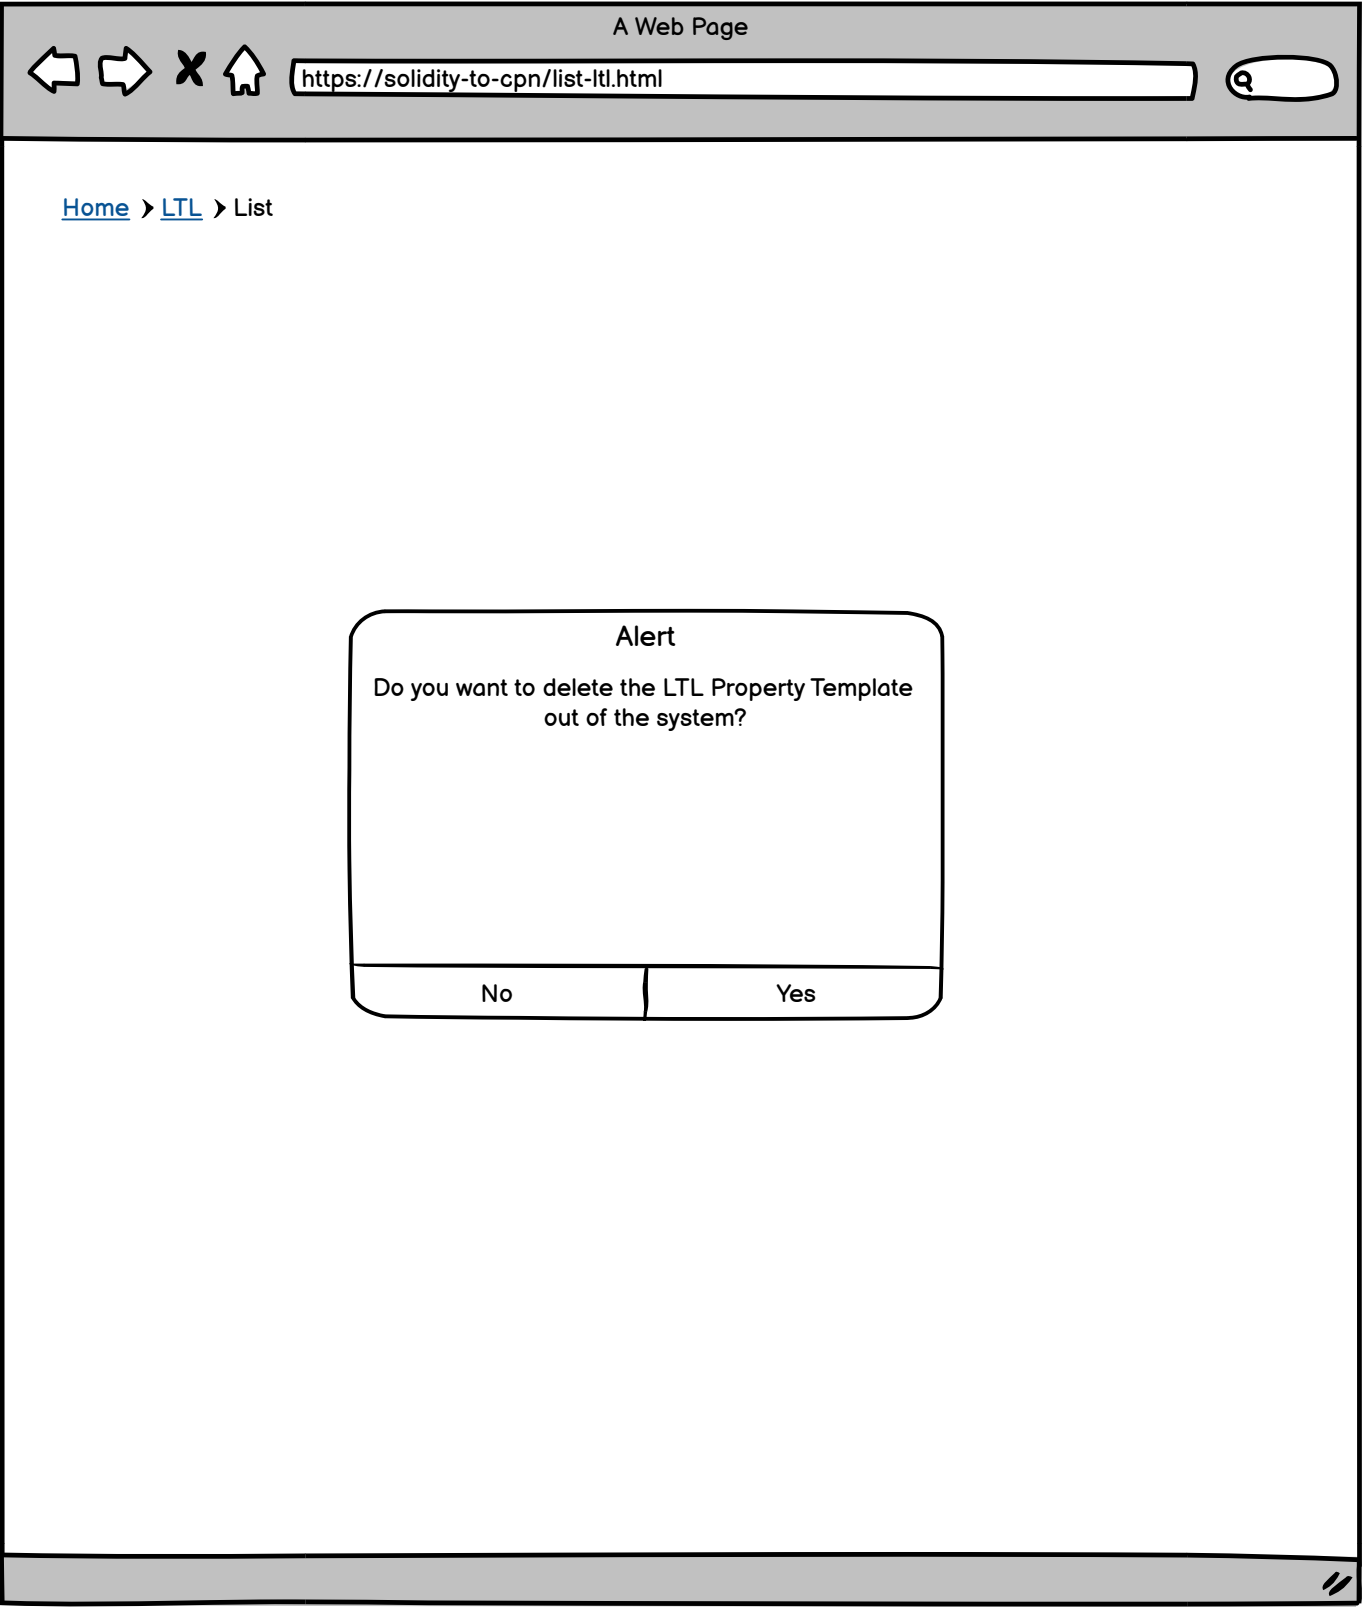 A Web Page
https://solidity-to-cpn/list-ltl.html
Home LTL List
Alert
Do you want to delete the LTL Property Template
out of the system?
No Yes